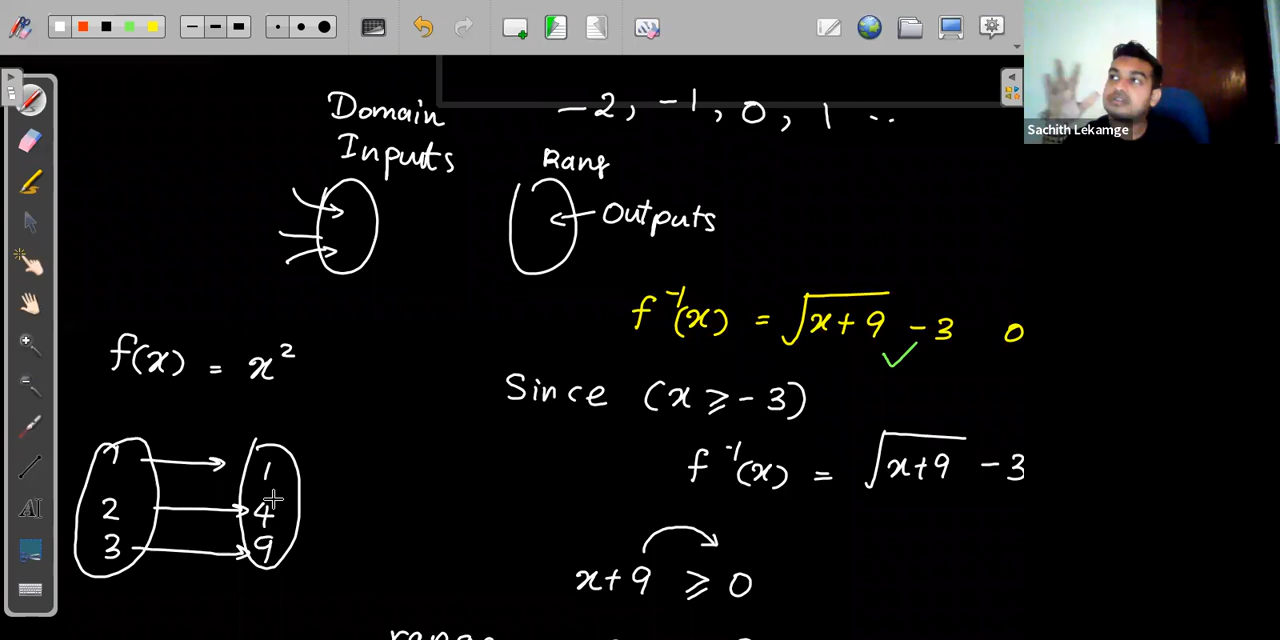 Domain
-2, -1, 0, 1 ..
Inputs
Rang
Outputs
f⁻¹(x) = √x+9 - 3 0
f(x) = x²
Since (x ≥ -3)
f⁻¹(x) = √x+9 - 3
1 1
2 4
3 9
x+9 ≥ 0
range
Sachith Lekamge